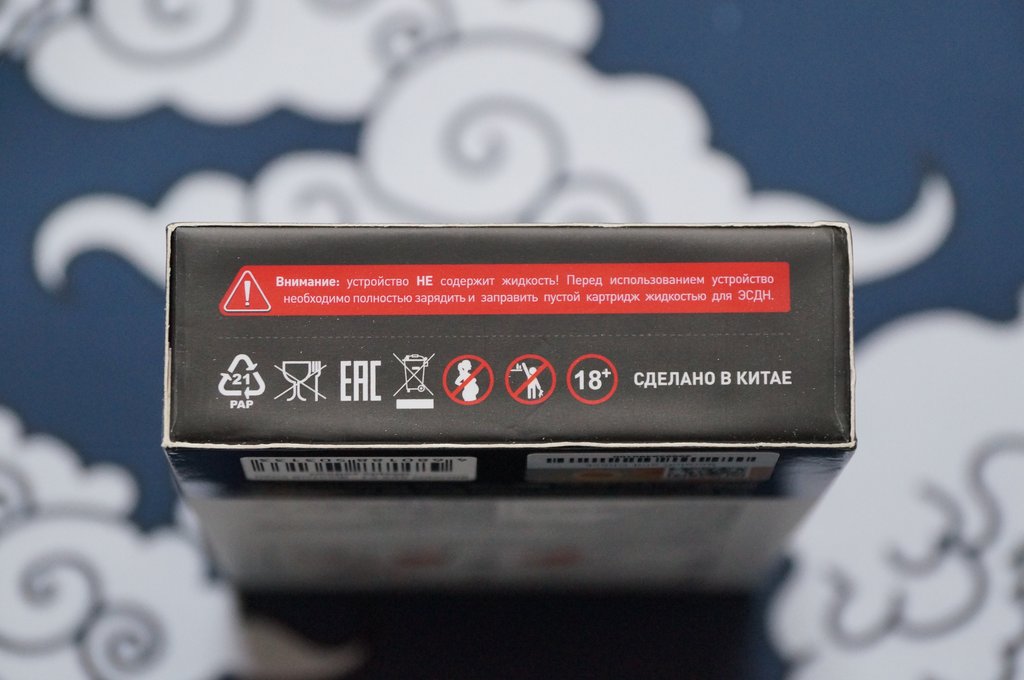 Внимание: устройство НЕ содержит жидкость! Перед использованием устройство
необходимо полностью зарядить и заправить пустой картридж жидкостью для ЭСДН.
21
PAP
EAC
18+
СДЕЛАНО В КИТАЕ